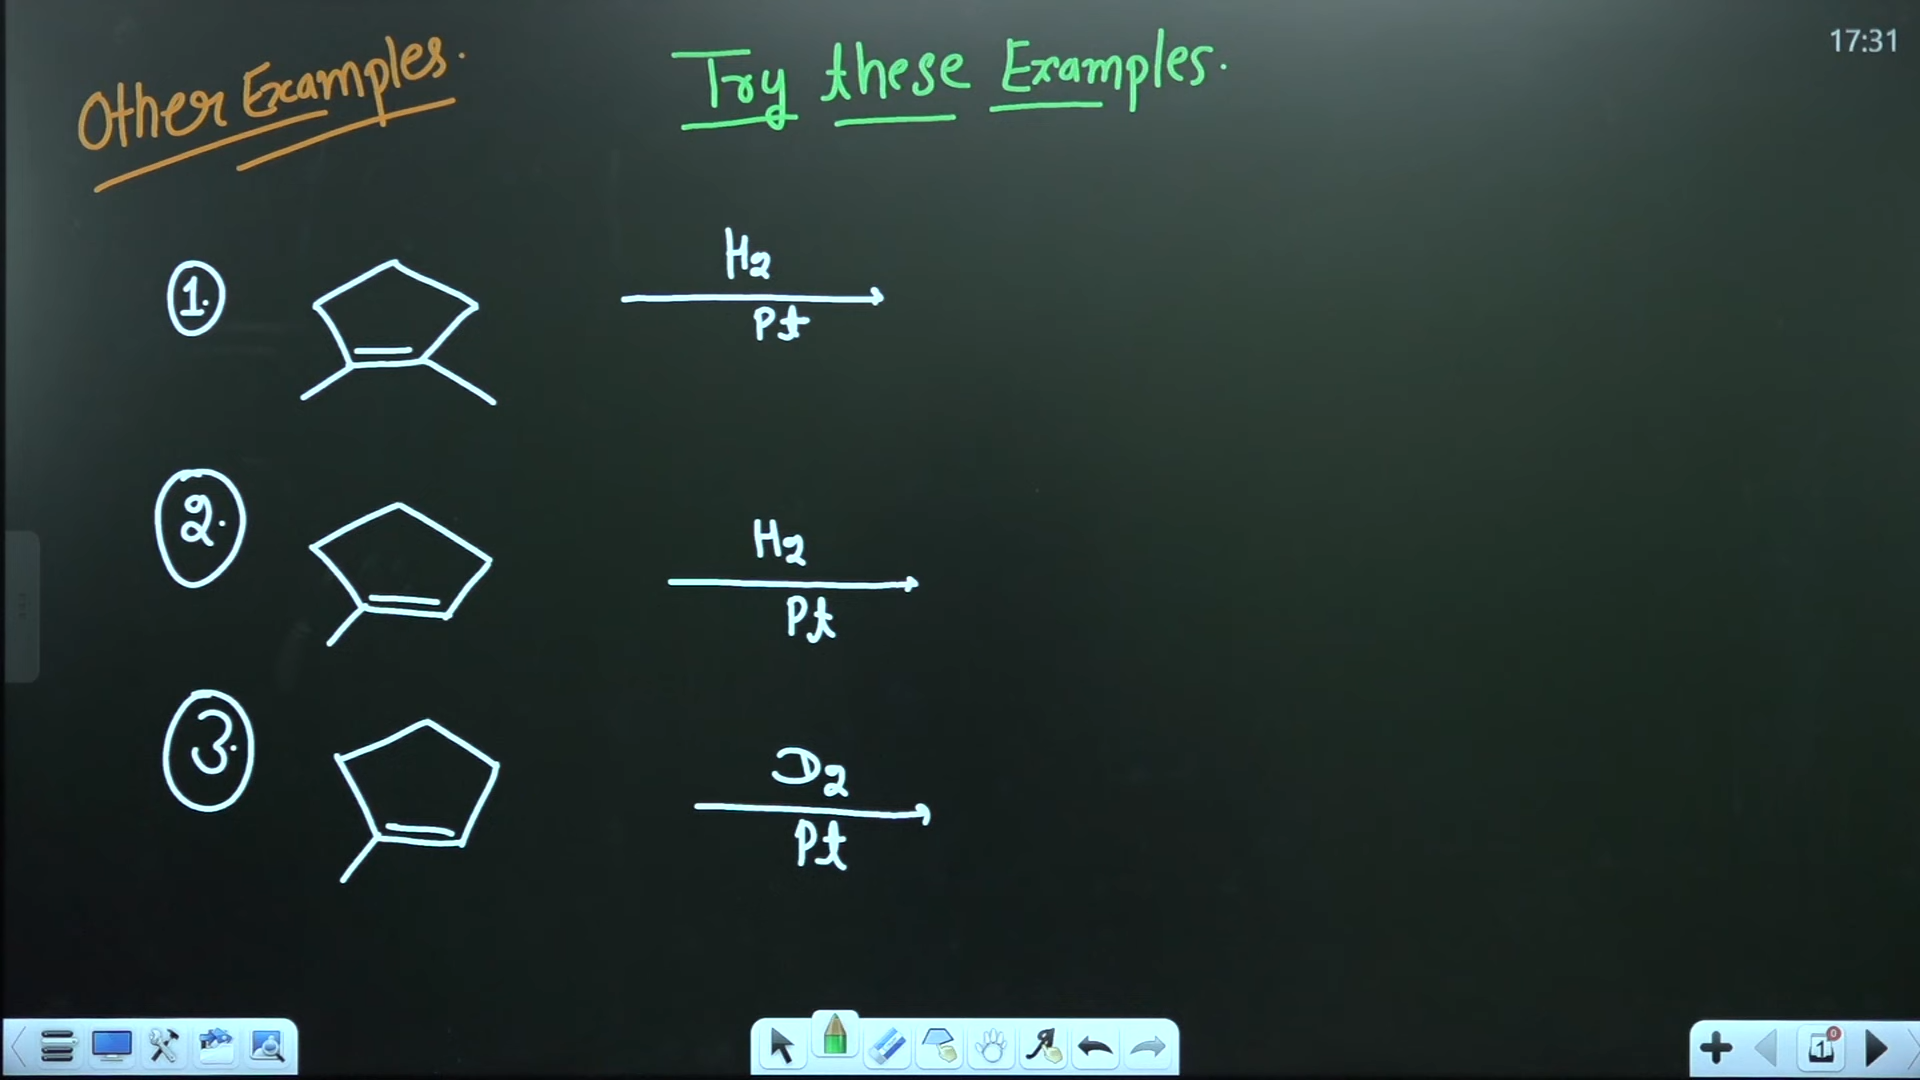 Other Examples.
Try these Examples.
17:31
1.
H2
Pt
2.
H2
Pt
3.
D2
Pt